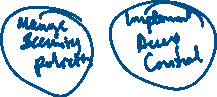 Manage
Security
policies
Implement
Access
Control